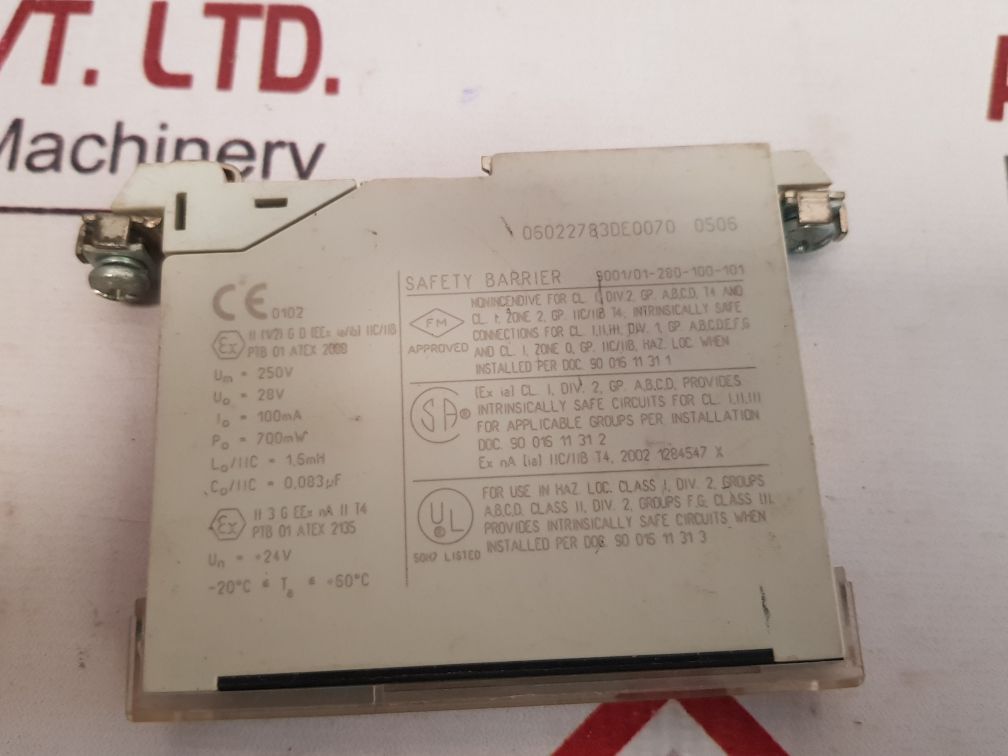 VT. LTD.
Machinery
06022783DE0070 0506
CE 0102
Ex II (1/2) G D [EEx ia/ib] IIC/IIB
PTB 01 ATEX 2088
Um = 250V
Uo = 28V
Io = 100mA
Po = 700mW
Lo/IIC = 1,6mH
Co/IIC = 0,083µF
Ex II 3 G EEx nA II T4
PTB 01 ATEX 2135
Un = +24V
-20°C ≤ Ta ≤ +60°C
SAFETY BARRIER 9001/01-280-100-101
FM
APPROVED
NONINCENDIVE FOR CL. I, DIV.2, GP. A,B,C,D, T4 AND
CL. I, ZONE 2, GP. IIC/IIB T4; INTRINSICALLY SAFE
CONNECTIONS FOR CL. I,II,III, DIV. 1, GP. A,B,C,D,E,F,G
AND CL. I, ZONE 0, GP. IIC/IIB, HAZ. LOC. WHEN
INSTALLED PER DOC. 90 016 11 31 1
SA ®
[Ex ia] CL. I, DIV. 2, GP. A,B,C,D, PROVIDES
INTRINSICALLY SAFE CIRCUITS FOR CL. I,II,III
FOR APPLICABLE GROUPS PER INSTALLATION
DOC. 90 016 11 31 2
Ex nA [ia] IIC/IIB T4, 2002 1284547 X
UL ®
50H7 LISTED
FOR USE IN HAZ. LOC. CLASS I, DIV. 2, GROUPS
A,B,C,D, CLASS II, DIV. 2, GROUPS F,G, CLASS III.
PROVIDES INTRINSICALLY SAFE CIRCUITS WHEN
INSTALLED PER DOC. 90 016 11 31 3